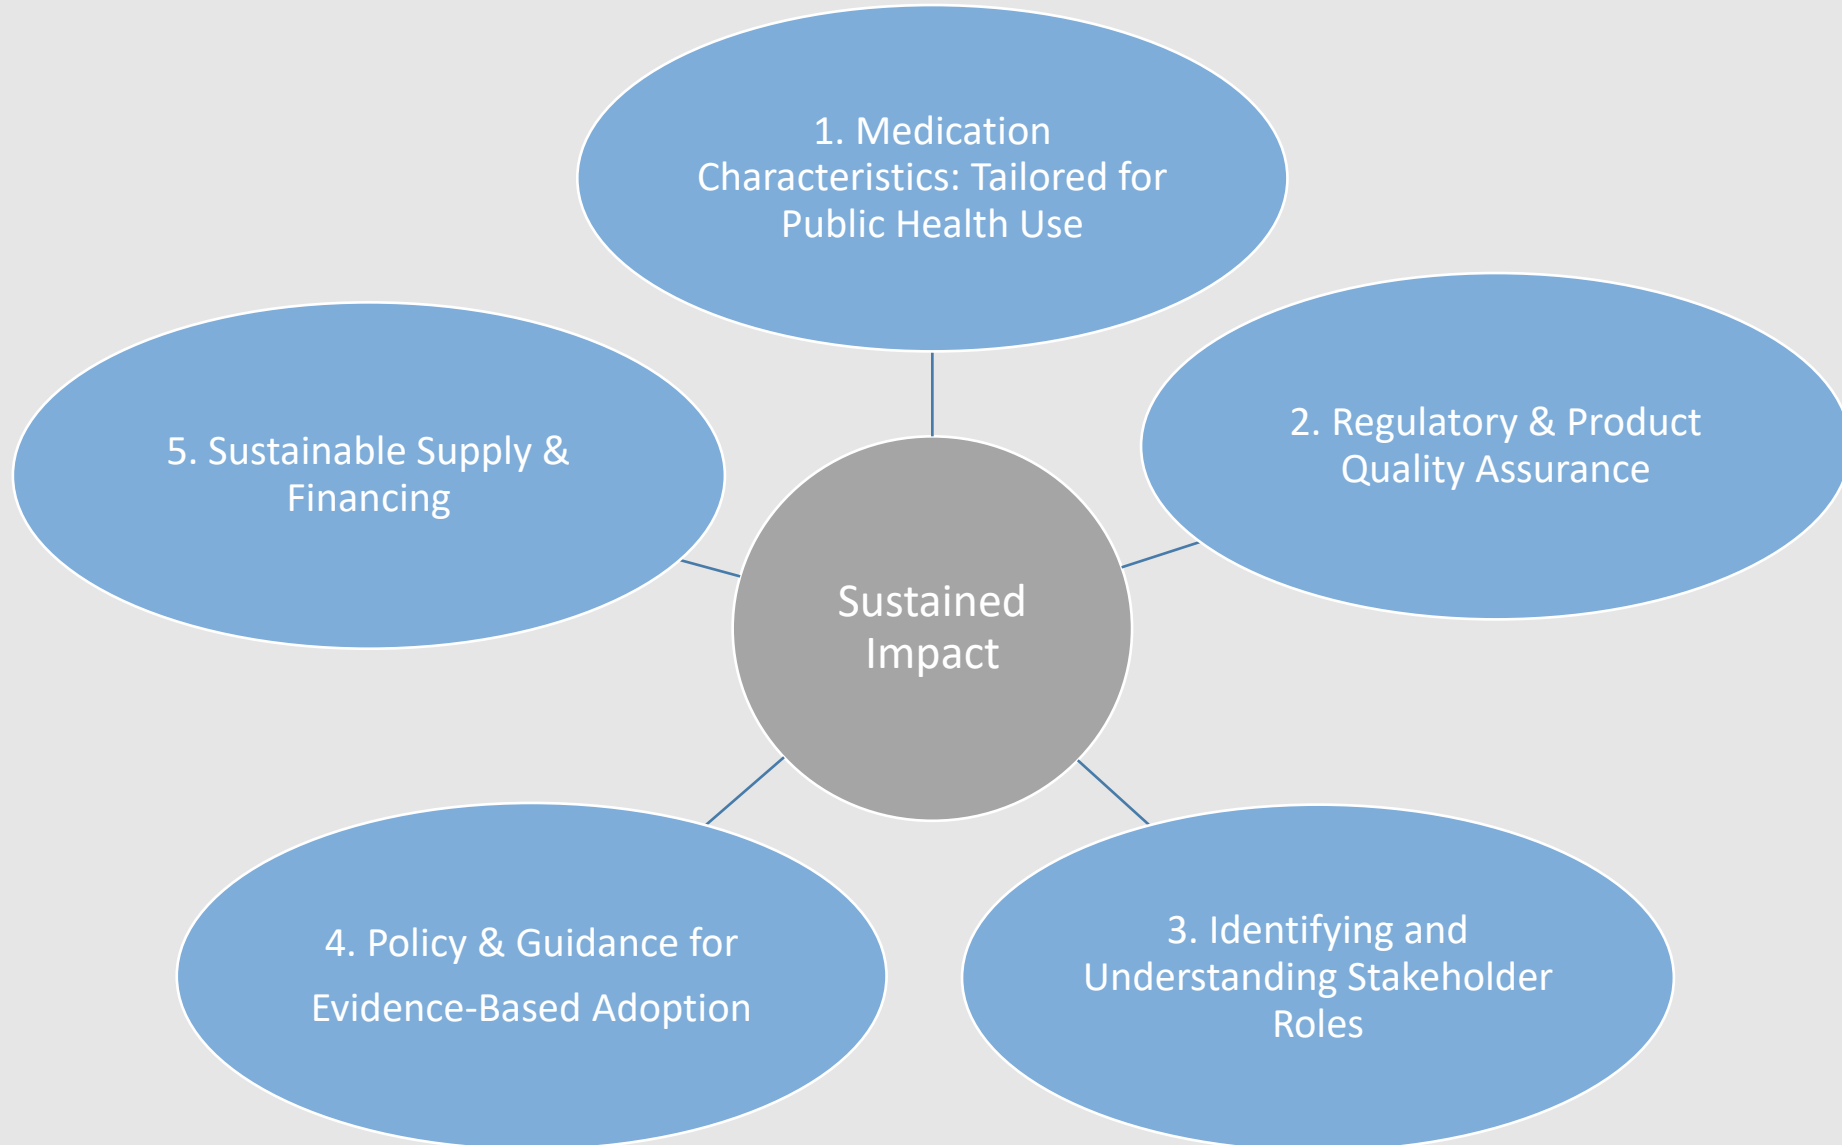 1. Medication
Characteristics: Tailored for
Public Health Use
2. Regulatory & Product
Quality Assurance
3. Identifying and
Understanding Stakeholder
Roles
4. Policy & Guidance for
Evidence-Based Adoption
5. Sustainable Supply &
Financing
Sustained
Impact